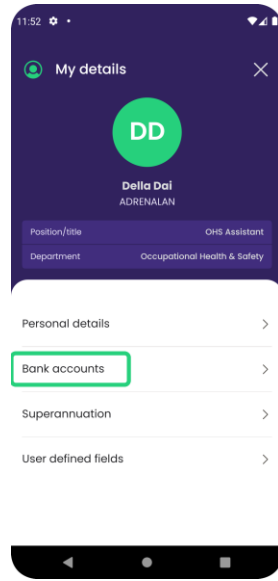 11:52
My details
DD
Della Dai
ADRENALAN
Position/title OHS Assistant
Department Occupational Health & Safety
Personal details
Bank accounts
Superannuation
User defined fields